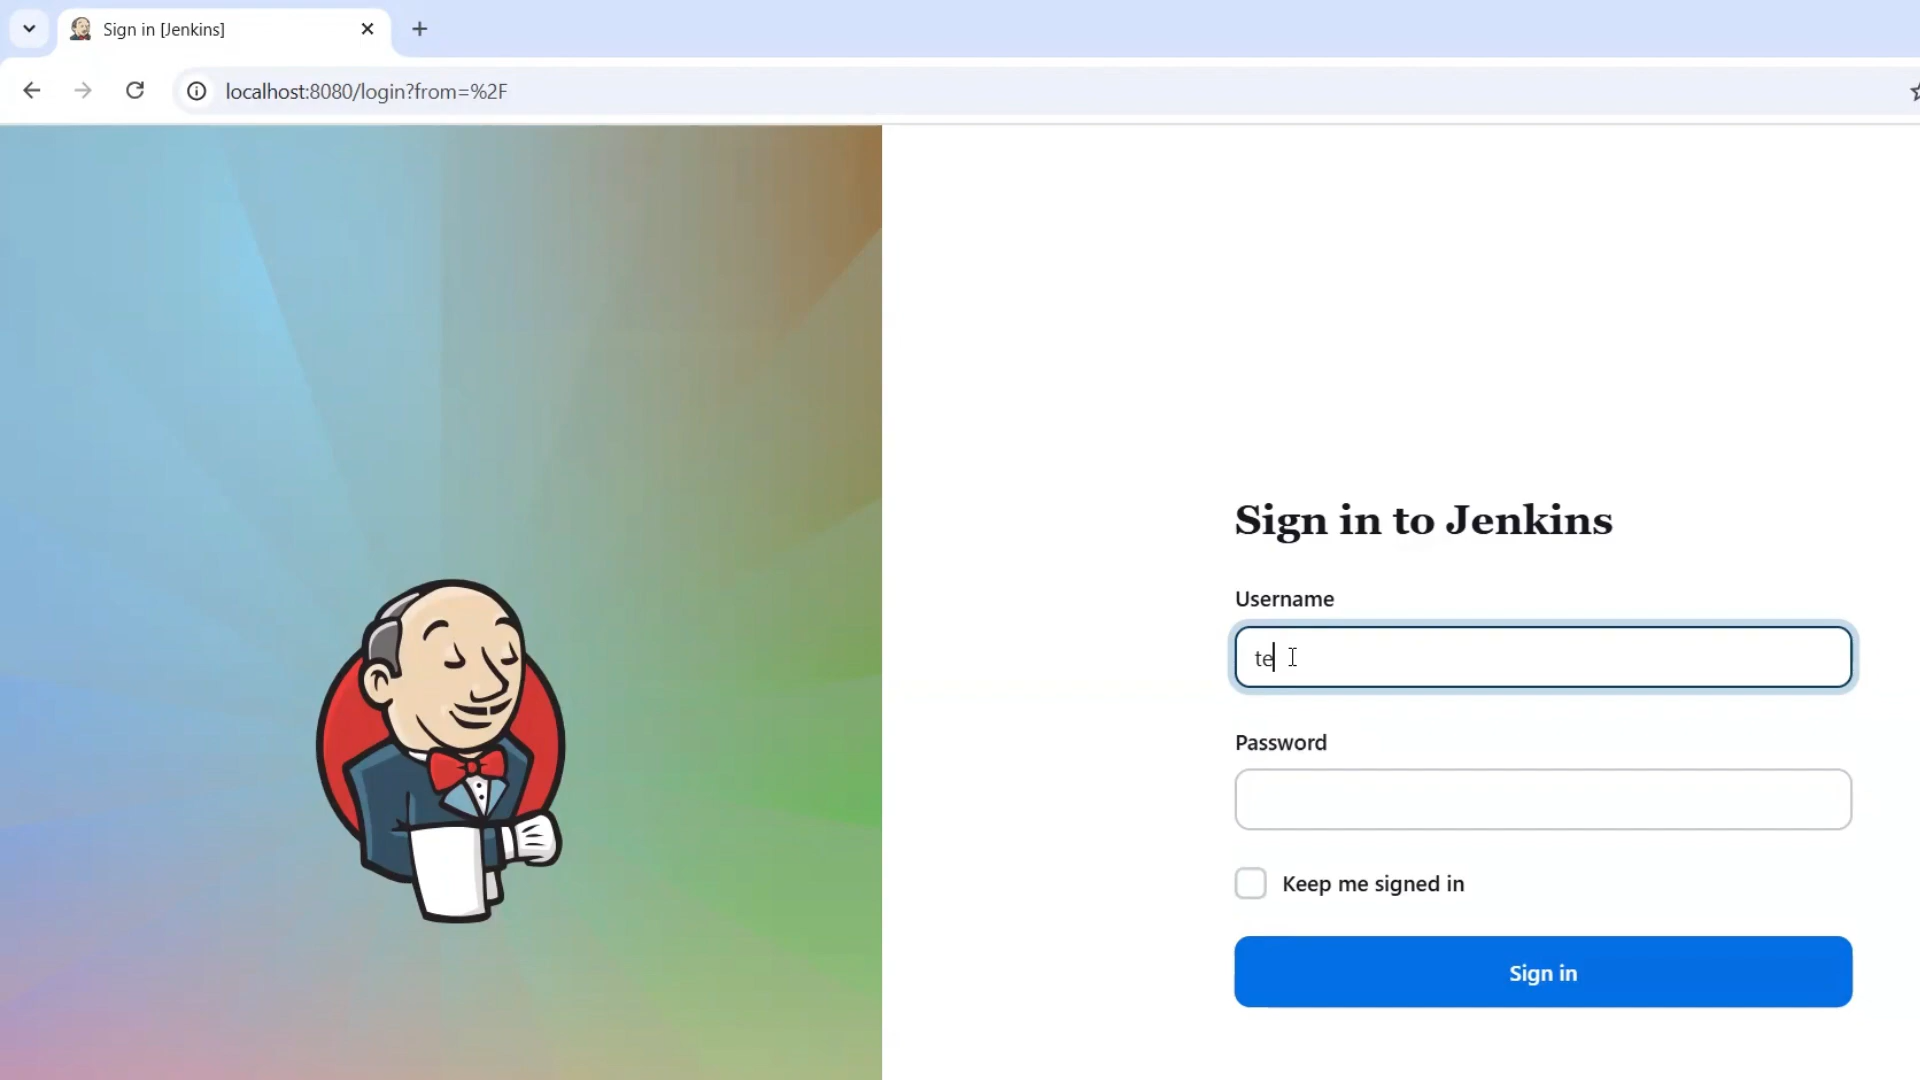 Sign in [Jenkins]
localhost:8080/login?from=%2F
Sign in to Jenkins
Username
te
Password
Keep me signed in
Sign in